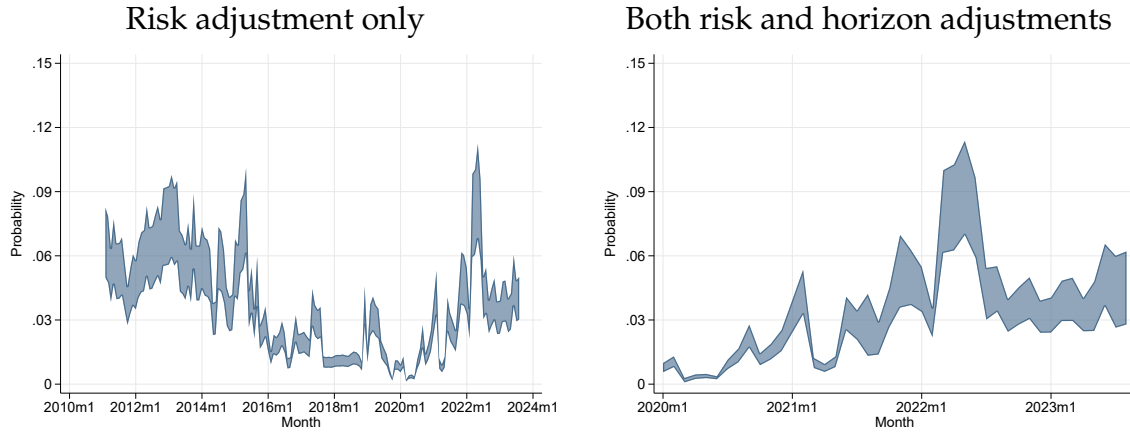 Risk adjustment only
.15
.12
.09
.06
.03
0
Probability
2010m1 2012m1 2014m1 2016m1 2018m1 2020m1 2022m1 2024m1
Month
Both risk and horizon adjustments
.15
.12
.09
.06
.03
0
Probability
2020m1 2021m1 2022m1 2023m1
Month